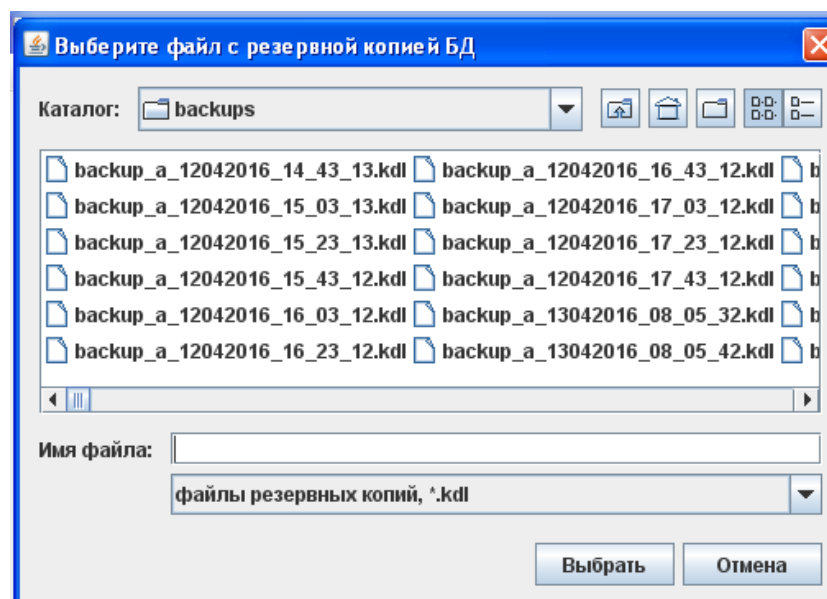 Выберите файл с резервной копией БД
Каталог: backups
backup_a_12042016_14_43_13.kdl backup_a_12042016_16_43_12.kdl b
backup_a_12042016_15_03_13.kdl backup_a_12042016_17_03_12.kdl b
backup_a_12042016_15_23_13.kdl backup_a_12042016_17_23_12.kdl b
backup_a_12042016_15_43_12.kdl backup_a_12042016_17_43_12.kdl b
backup_a_12042016_16_03_12.kdl backup_a_13042016_08_05_32.kdl b
backup_a_12042016_16_23_12.kdl backup_a_13042016_08_05_42.kdl b
Имя файла:
файлы резервных копий, *.kdl
Выбрать Отмена